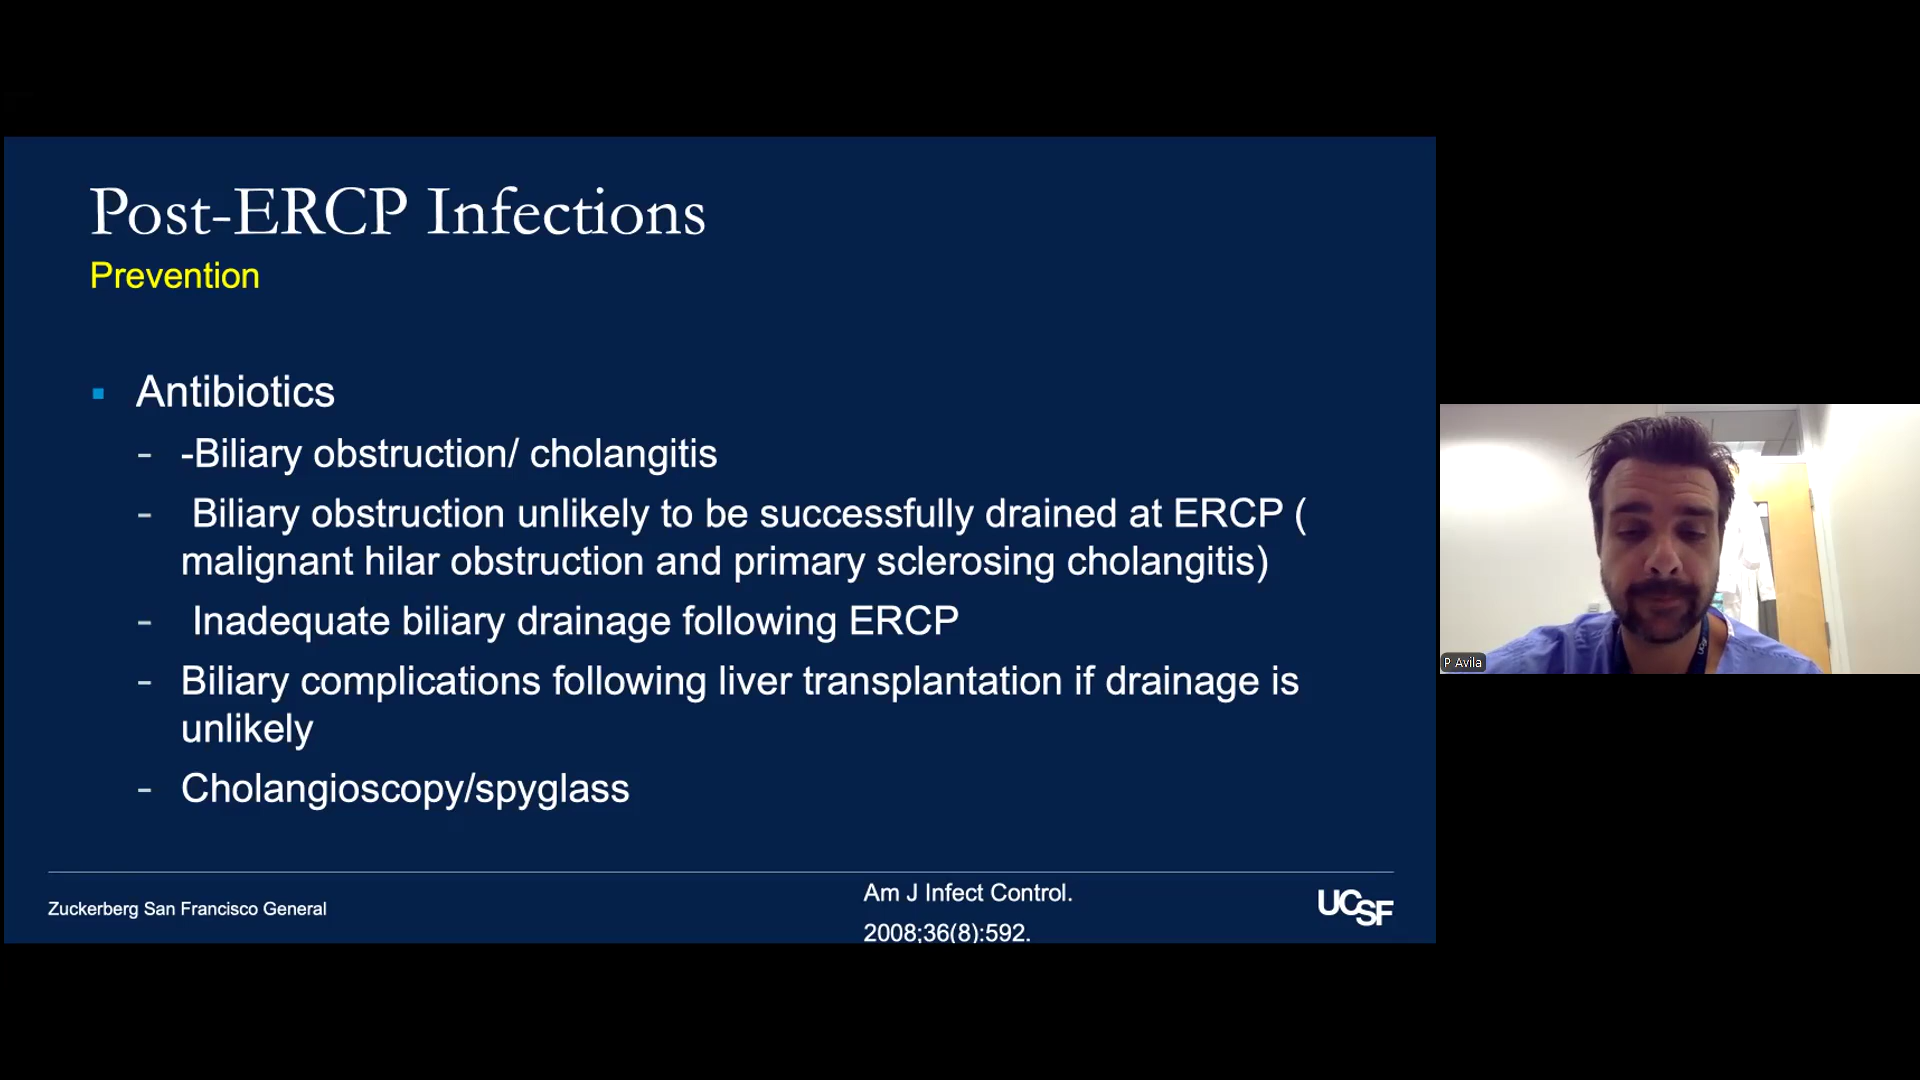 Post-ERCP Infections
Prevention
▪ Antibiotics
- -Biliary obstruction/ cholangitis
- Biliary obstruction unlikely to be successfully drained at ERCP (
malignant hilar obstruction and primary sclerosing cholangitis)
- Inadequate biliary drainage following ERCP
- Biliary complications following liver transplantation if drainage is
unlikely
- Cholangioscopy/spyglass
Zuckerberg San Francisco General
Am J Infect Control.
2008;36(8):592.
UCSF
P Avila